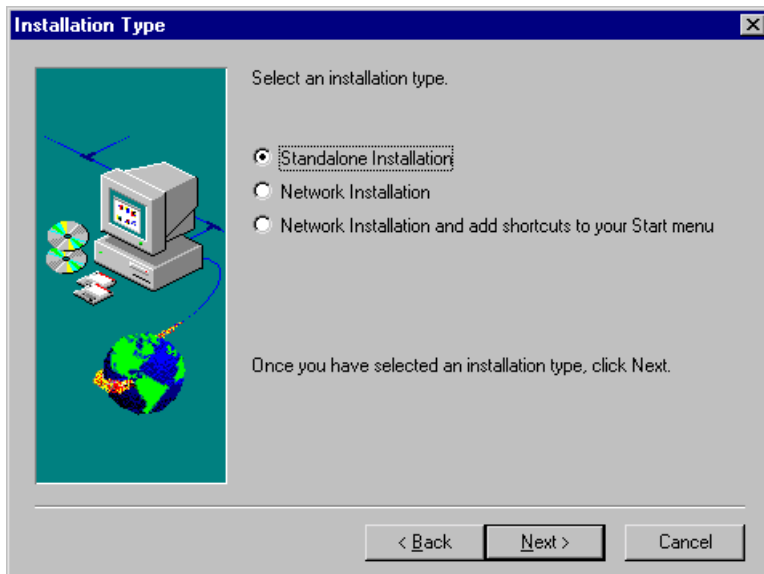 Installation Type
Select an installation type.
Standalone Installation
Network Installation
Network Installation and add shortcuts to your Start menu
Once you have selected an installation type, click Next.
< Back Next > Cancel